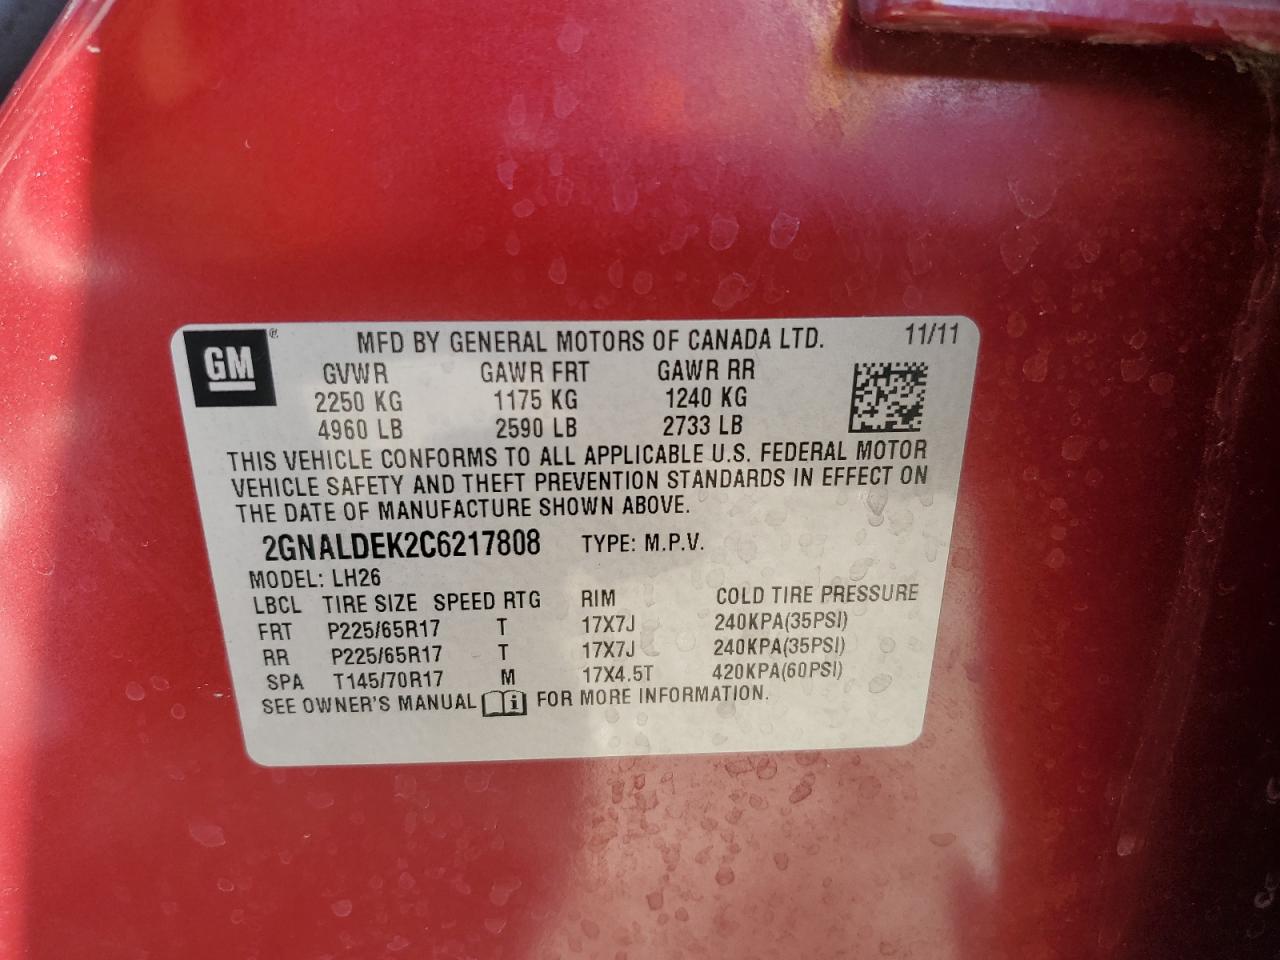 GM ® MFD BY GENERAL MOTORS OF CANADA LTD. 11/11
GVWR GAWR FRT GAWR RR
2250 KG 1175 KG 1240 KG
4960 LB 2590 LB 2733 LB
THIS VEHICLE CONFORMS TO ALL APPLICABLE U.S. FEDERAL MOTOR
VEHICLE SAFETY AND THEFT PREVENTION STANDARDS IN EFFECT ON
THE DATE OF MANUFACTURE SHOWN ABOVE.
2GNALDEK2C6217808 TYPE: M.P.V.
MODEL: LH26
LBCL TIRE SIZE SPEED RTG RIM COLD TIRE PRESSURE
FRT P225/65R17 T 17X7J 240KPA(35PSI)
RR P225/65R17 T 17X7J 240KPA(35PSI)
SPA T145/70R17 M 17X4.5T 420KPA(60PSI)
SEE OWNER'S MANUAL i FOR MORE INFORMATION.